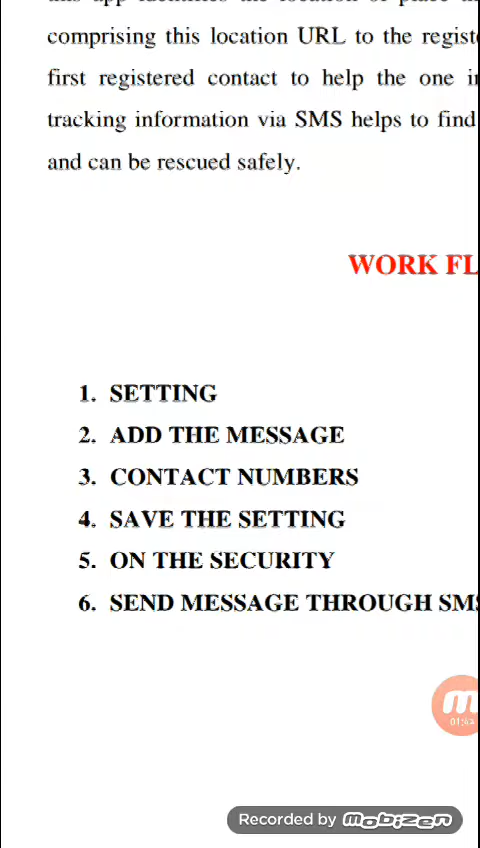 comprising this location URL to the regist
first registered contact to help the one i
tracking information via SMS helps to find
and can be rescued safely.
WORK FL
1. SETTING
2. ADD THE MESSAGE
3. CONTACT NUMBERS
4. SAVE THE SETTING
5. ON THE SECURITY
6. SEND MESSAGE THROUGH SMS
Recorded by mobizen